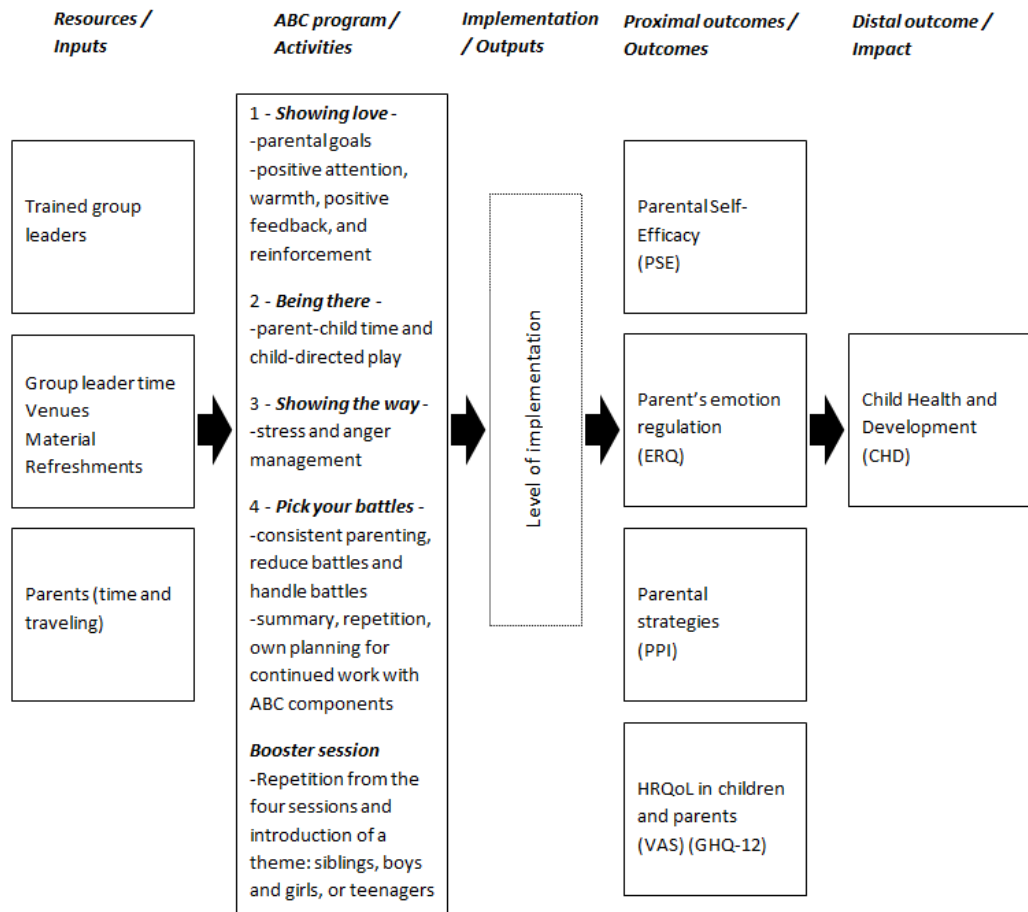 Resources /
Inputs
ABC program /
Activities
Implementation
/ Outputs
Proximal outcomes /
Outcomes
Distal outcome /
Impact
Trained group
leaders
Group leader time
Venues
Material
Refreshments
Parents (time and
traveling)
1 - Showing love -
-parental goals
-positive attention,
warmth, positive
feedback, and
reinforcement
2 - Being there -
-parent-child time and
child-directed play
3 - Showing the way -
-stress and anger
management
4 - Pick your battles -
-consistent parenting,
reduce battles and
handle battles
-summary, repetition,
own planning for
continued work with
ABC components
Booster session
-Repetition from the
four sessions and
introduction of a
theme: siblings, boys
and girls, or teenagers
Level of implementation
Parental Self-
Efficacy
(PSE)
Parent’s emotion
regulation
(ERQ)
Parental
strategies
(PPI)
HRQoL in children
and parents
(VAS) (GHQ-12)
Child Health and
Development
(CHD)